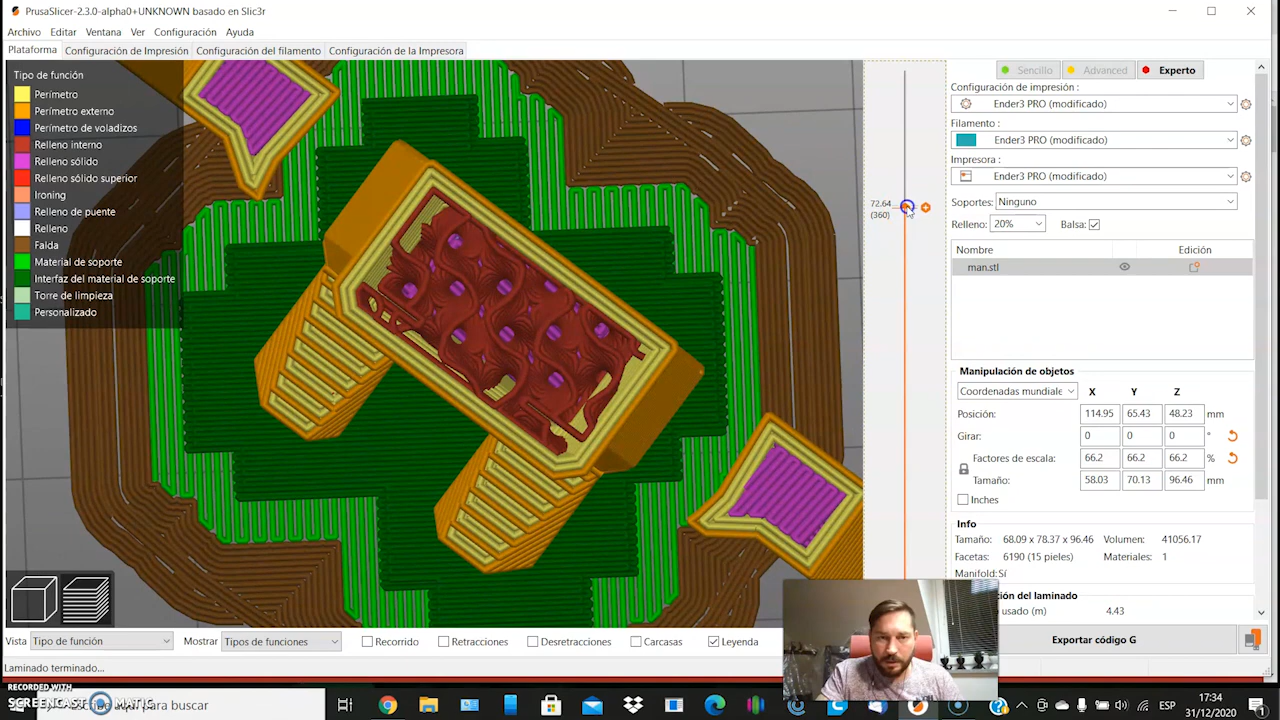 PrusaSlicer-2.3.0-alpha0+UNKNOWN basado en Slic3r
Archivo Editar Ventana Ver Configuración Ayuda
Plataforma Configuración de Impresión Configuración del filamento Configuración de la Impresora
Tipo de función
Perímetro
Perímetro externo
Perímetro de voladizos
Relleno interno
Relleno sólido
Relleno sólido superior
Ironing
Relleno de puente
Relleno
Falda
Material de soporte
Interfaz del material de soporte
Torre de limpieza
Personalizado
72.64
(360)
Sencillo Advanced Experto
Configuración de impresión :
Ender3 PRO (modificado)
Filamento :
Ender3 PRO (modificado)
Impresora :
Ender3 PRO (modificado)
Soportes: Ninguno
Relleno: 20% Balsa:
Nombre Edición
man.stl
Manipulación de objetos
Coordenadas mundiale X Y Z
Posición: 114.95 65.43 48.23 mm
Girar: 0 0 0 °
Factores de escala: 66.2 66.2 66.2 %
Tamaño: 58.03 70.13 96.46 mm
Inches
Info
Tamaño: 68.09 x 78.37 x 96.46 Volumen: 41056.17
Facetas: 6190 (15 pieles) Materiales: 1
Manifold: Sí
ción del laminado
usado (m) 4.43
Exportar código G
Vista Tipo de función Mostrar Tipos de funciones Recorrido Retracciones Desretracciones Carcasas Leyenda
Laminado terminado...
RECORDED WITH
SCREENCAST MATIC
para buscar
ESP
17:34
31/12/2020
1